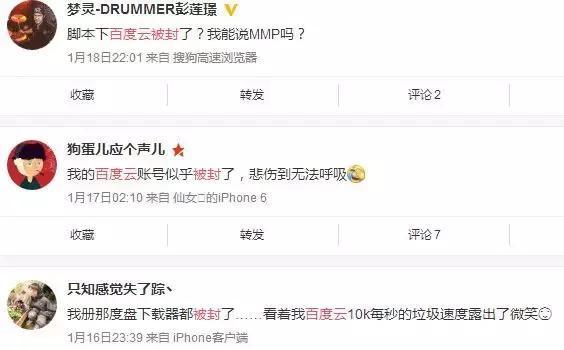 梦灵-DRUMMER彭莲璟
脚本下百度云被封了？我能说MMP吗？
1月18日22:01 来自 搜狗高速浏览器
收藏 转发 评论 2
狗蛋儿应个声儿
我的百度云账号似乎被封了，悲伤到无法呼吸
1月17日02:10 来自 仙女□的iPhone 6
收藏 转发 评论 7
只知感觉失了踪丶
我册那度盘下载器都被封了……看着我百度云10k每秒的垃圾速度露出了微笑
1月16日23:39 来自 iPhone客户端